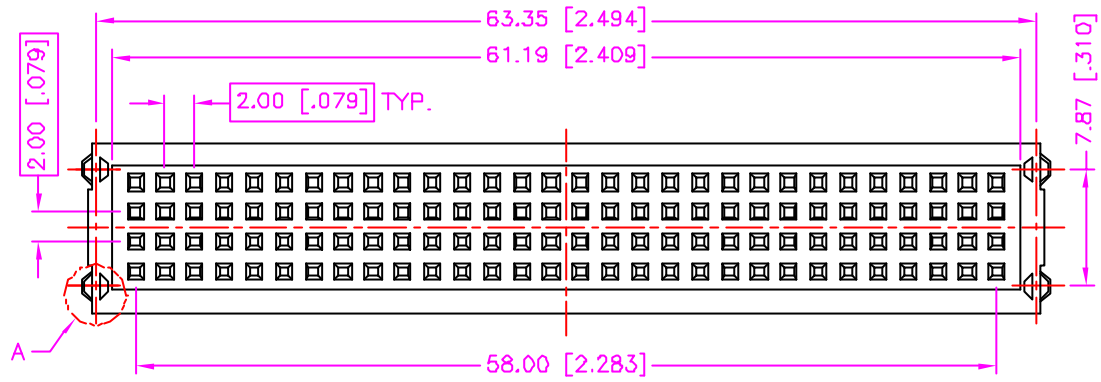 63.35 [2.494]
61.19 [2.409]
2.00 [.079] TYP.
2.00 [.079]
7.87 [.310]
A
58.00 [2.283]